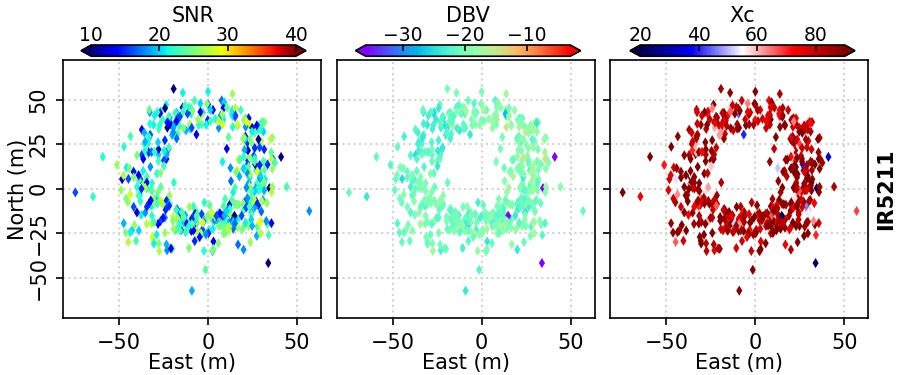 SNR DBV Xc
10 20 30 40 −30 −20 −10 20 40 60 80
50
25
0
−25
−50
North (m)
IR5211
−50 0 50 −50 0 50 −50 0 50
East (m) East (m) East (m)